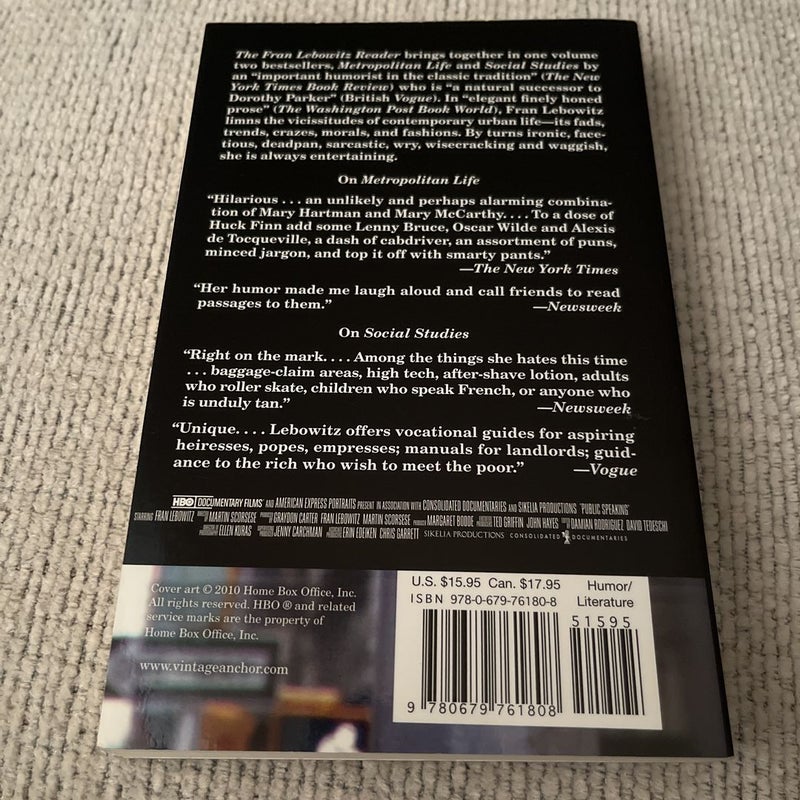 The Fran Lebowitz Reader brings together in one volume
two bestsellers, Metropolitan Life and Social Studies by
an “important humorist in the classic tradition” (The New
York Times Book Review) who is “a natural successor to
Dorothy Parker” (British Vogue). In “elegant finely honed
prose” (The Washington Post Book World), Fran Lebowitz
limns the vicissitudes of contemporary urban life—its fads,
trends, crazes, morals, and fashions. By turns ironic, face-
tious, deadpan, sarcastic, wry, wisecracking and waggish,
she is always entertaining.
On Metropolitan Life
“Hilarious . . . an unlikely and perhaps alarming combina-
tion of Mary Hartman and Mary McCarthy. . . . To a dose of
Huck Finn add some Lenny Bruce, Oscar Wilde and Alexis
de Tocqueville, a dash of cabdriver, an assortment of puns,
minced jargon, and top it off with smarty pants.”
—The New York Times
“Her humor made me laugh aloud and call friends to read
passages to them.” —Newsweek
On Social Studies
“Right on the mark. . . . Among the things she hates this time
. . . baggage-claim areas, high tech, after-shave lotion, adults
who roller skate, children who speak French, or anyone who
is unduly tan.” —Newsweek
“Unique. . . . Lebowitz offers vocational guides for aspiring
heiresses, popes, empresses; manuals for landlords; guid-
ance to the rich who wish to meet the poor.” —Vogue
HBO DOCUMENTARY FILMS AND AMERICAN EXPRESS PORTRAITS PRESENT IN ASSOCIATION WITH CONSOLIDATED DOCUMENTARIES AND SIKELIA PRODUCTIONS "PUBLIC SPEAKING"
STARRING FRAN LEBOWITZ MARTIN SCORSESE GRAYDON CARTER FRAN LEBOWITZ MARTIN SCORSESE MARGARET BODDE TED GRIFFIN JOHN HAYES DAMIAN RODRIGUEZ DAVID TEDESCHI
ELLEN KURAS JENNY CARCHMAN ERIN EDEIKEN CHRIS GARRETT SIKELIA PRODUCTIONS CONSOLIDATED DOCUMENTARIES
Cover art © 2010 Home Box Office, Inc.
All rights reserved. HBO ® and related
service marks are the property of
Home Box Office, Inc.
www.vintageanchor.com
U.S. $15.95 Can. $17.95
Humor/
Literature
ISBN 978-0-679-76180-8
51595
9 780679 761808